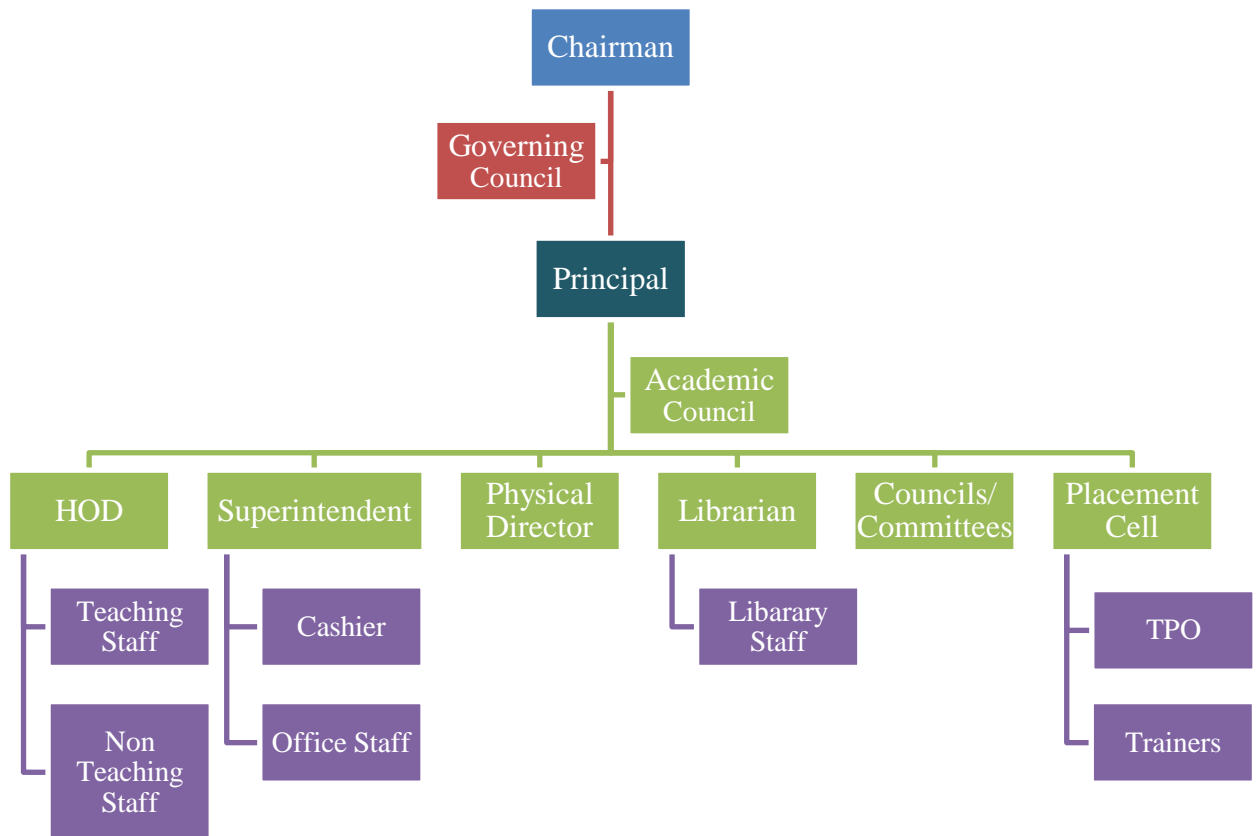 Chairman
Governing
Council
Principal
Academic
Council
HOD
Superintendent
Physical
Director
Librarian
Councils/
Committees
Placement
Cell
Teaching
Staff
Cashier
Libarary
Staff
TPO
Non
Teaching
Staff
Office Staff
Trainers